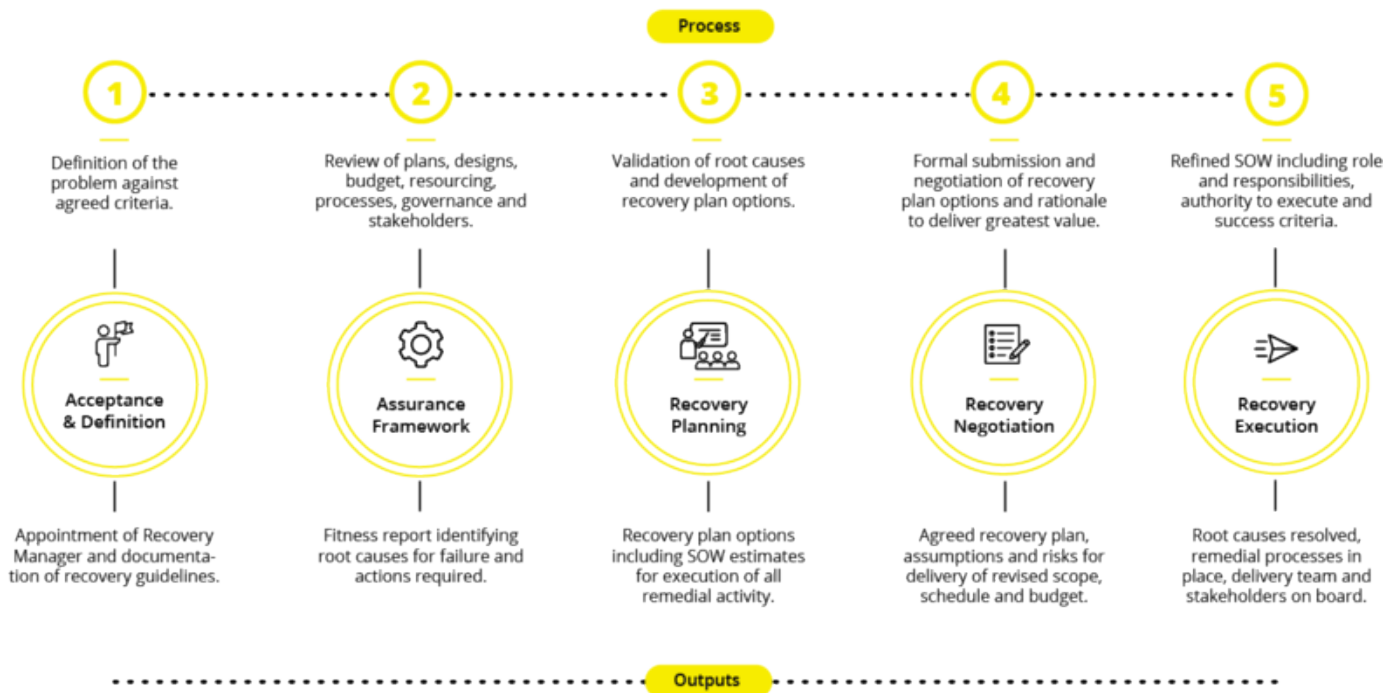 Process
1
2
3
4
5
Definition of the
problem against
agreed criteria.
Review of plans, designs,
budget, resourcing,
processes, governance and
stakeholders.
Validation of root causes
and development of
recovery plan options.
Formal submission and
negotiation of recovery
plan options and rationale
to deliver greatest value.
Refined SOW including role
and responsibilities,
authority to execute and
success criteria.
Acceptance
& Definition
Assurance
Framework
Recovery
Planning
Recovery
Negotiation
Recovery
Execution
Appointment of Recovery
Manager and documenta-
tion of recovery guidelines.
Fitness report identifying
root causes for failure and
actions required.
Recovery plan options
including SOW estimates
for execution of all
remedial activity.
Agreed recovery plan,
assumptions and risks for
delivery of revised scope,
schedule and budget.
Root causes resolved,
remedial processes in
place, delivery team and
stakeholders on board.
Outputs